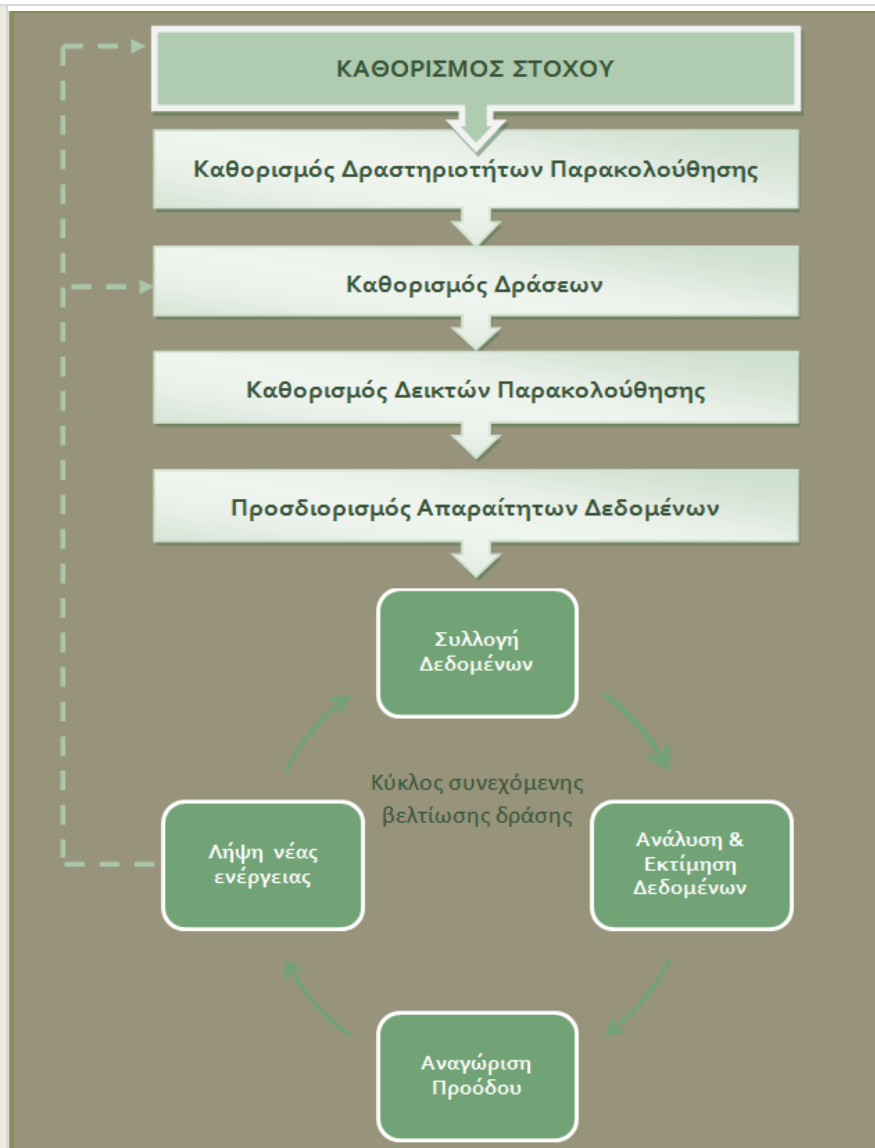 ΚΑΘΟΡΙΣΜΟΣ ΣΤΟΧΟΥ
Καθορισμός Δραστηριοτήτων Παρακολούθησης
Καθορισμός Δράσεων
Καθορισμός Δεικτών Παρακολούθησης
Προσδιορισμός Απαραίτητων Δεδομένων
Συλλογή
Δεδομένων
Κύκλος συνεχόμενης
βελτίωσης δράσης
Ανάλυση &
Εκτίμηση
Δεδομένων
Λήψη νέας
ενέργειας
Αναγώριση
Προόδου